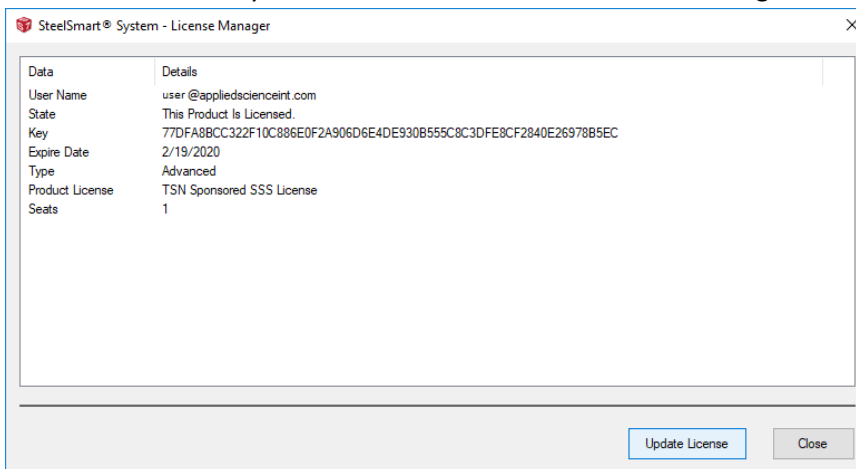 SteelSmart® System - License Manager
Data Details
User Name user @appliedscienceint.com
State This Product Is Licensed.
Key 77DFA8BCC322F10C886E0F2A906D6E4DE930B555C8C3DFE8CF2840E26978B5EC
Expire Date 2/19/2020
Type Advanced
Product License TSN Sponsored SSS License
Seats 1
Update License Close